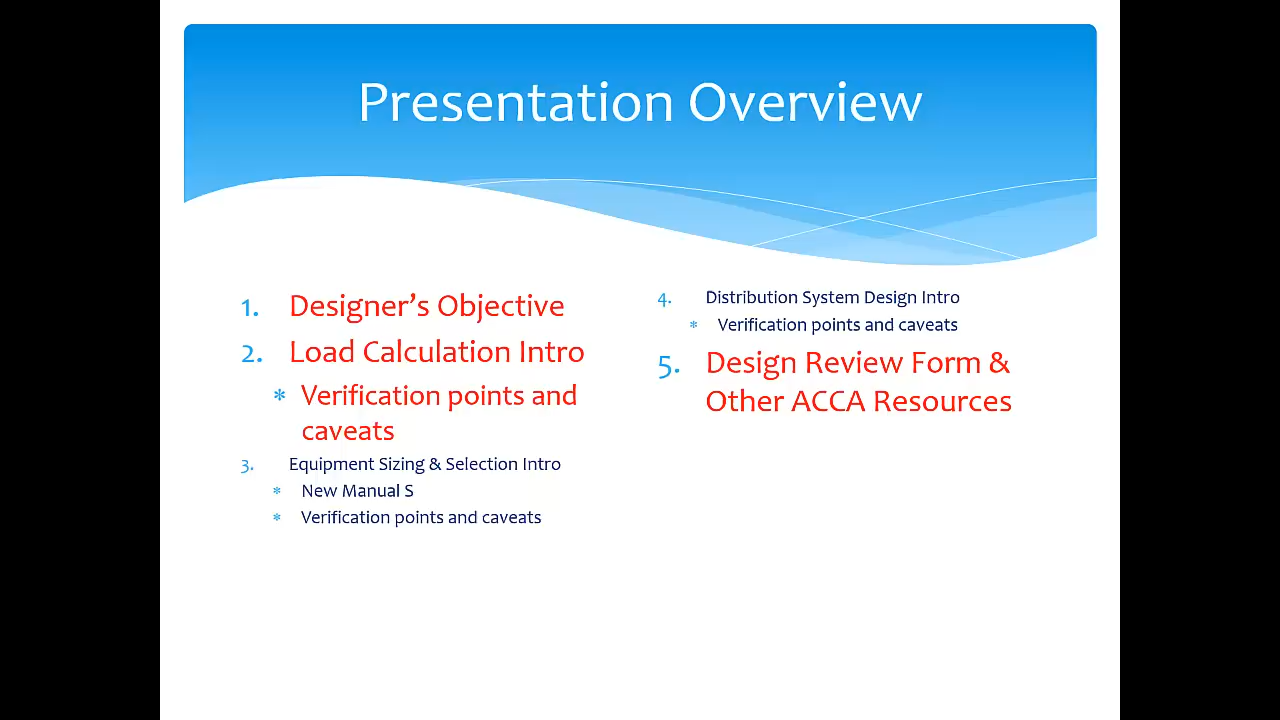 Presentation Overview
1. Designer’s Objective
2. Load Calculation Intro
* Verification points and
caveats
3. Equipment Sizing & Selection Intro
* New Manual S
* Verification points and caveats
4. Distribution System Design Intro
* Verification points and caveats
5. Design Review Form &
Other ACCA Resources